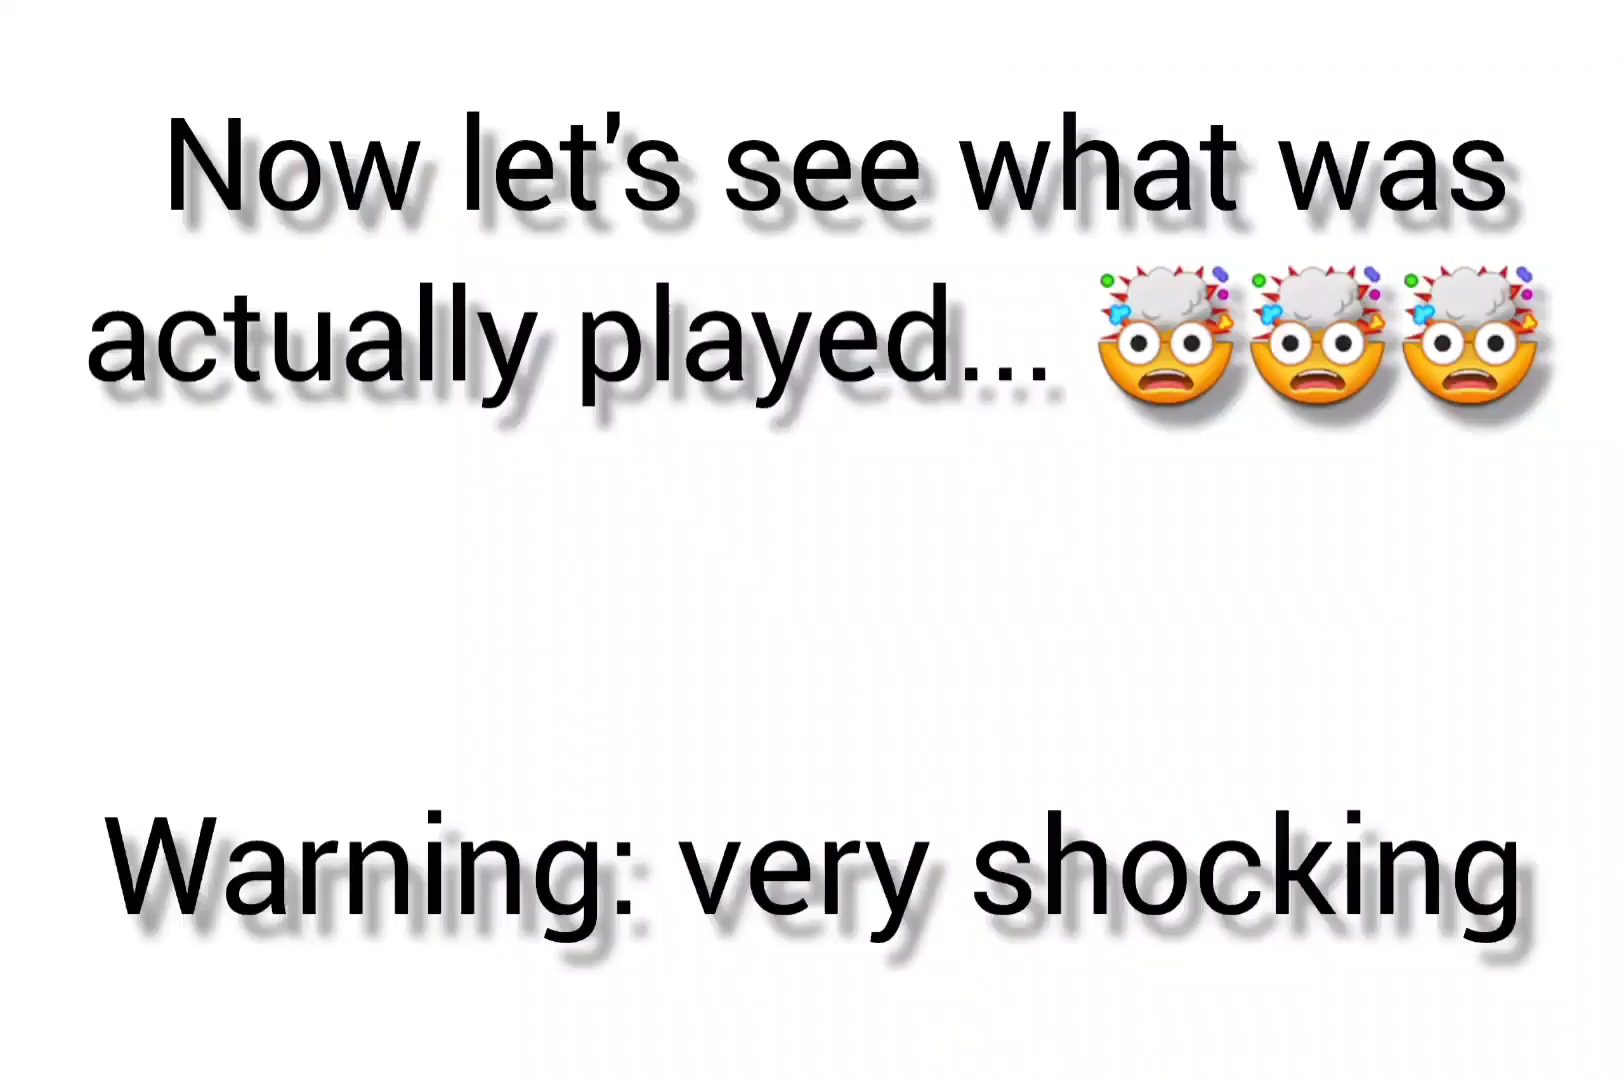 Now let's see what was
actually played... 🤯🤯🤯
Warning: very shocking